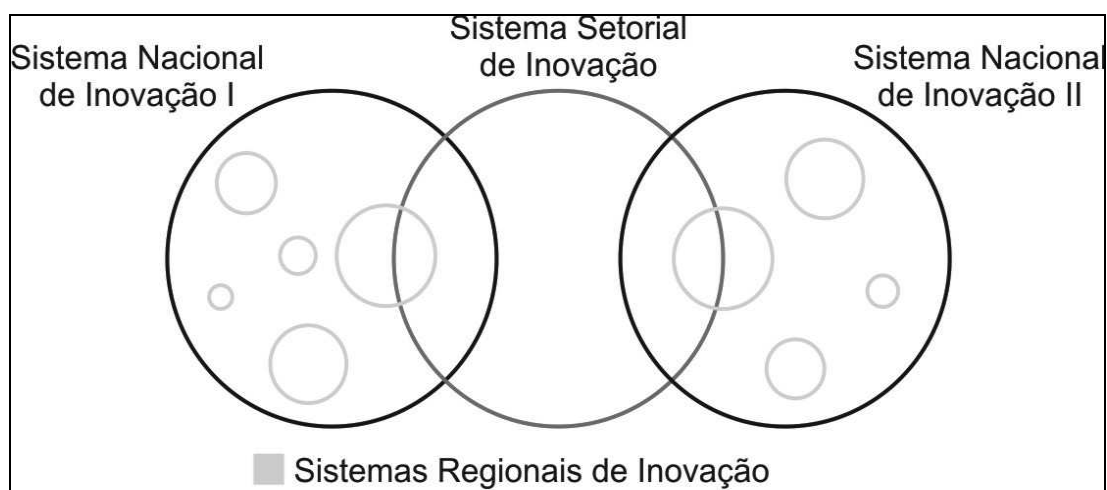 Sistema Nacional
de Inovação I
Sistema Setorial
de Inovação
Sistema Nacional
de Inovação II
Sistemas Regionais de Inovação